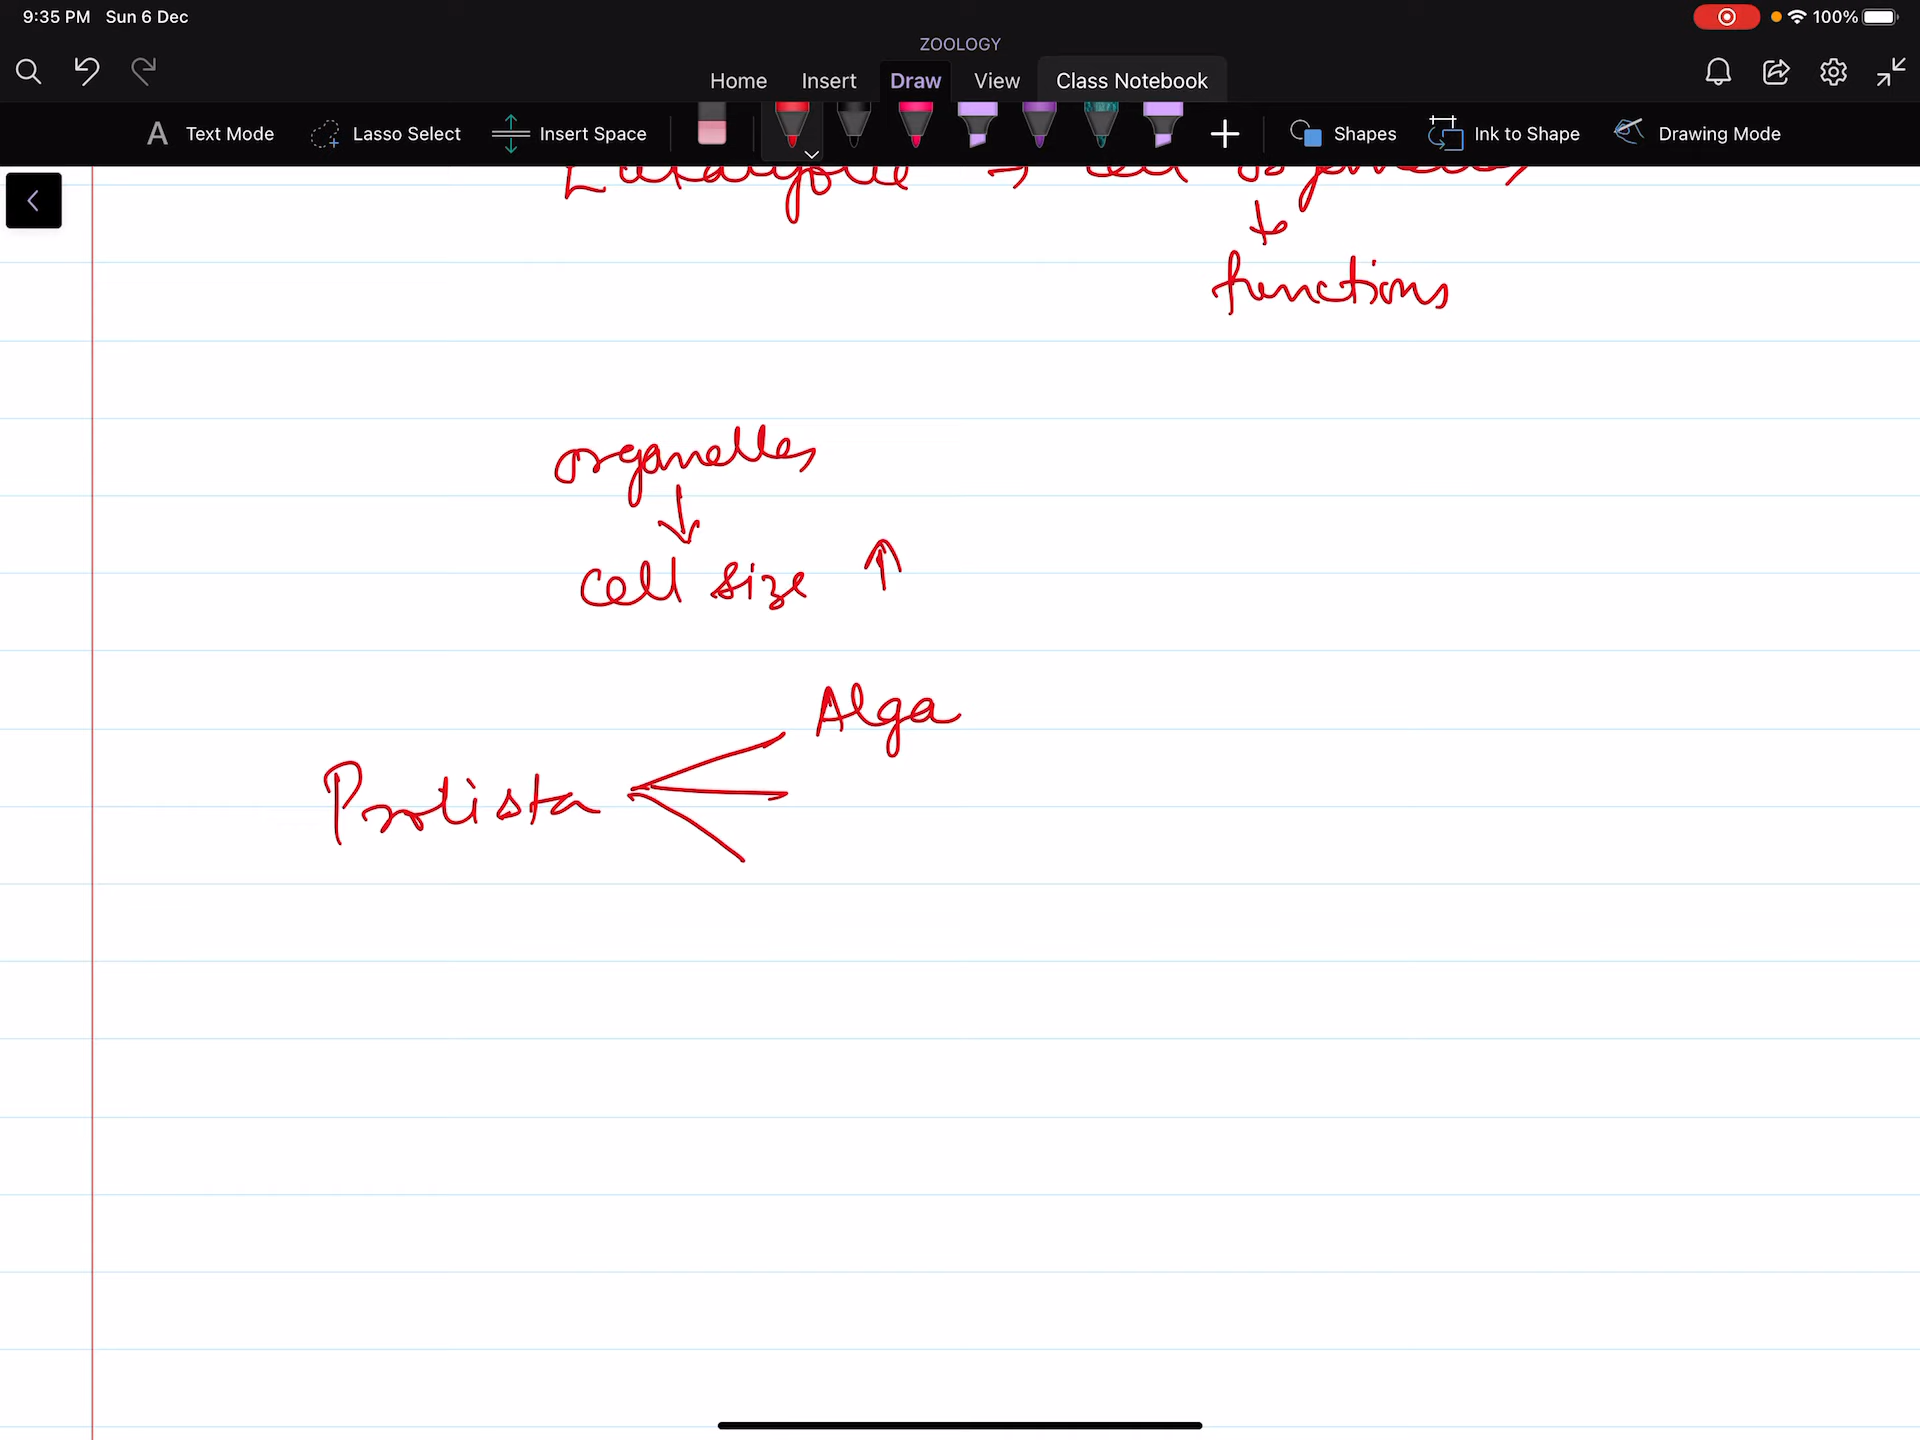 9:35 PM Sun 6 Dec
100%
ZOOLOGY
Home Insert Draw View Class Notebook
A Text Mode Lasso Select Insert Space Shapes Ink to Shape Drawing Mode
→ cell
functions
organelles
↓
cell size ↑
Alga
Protista